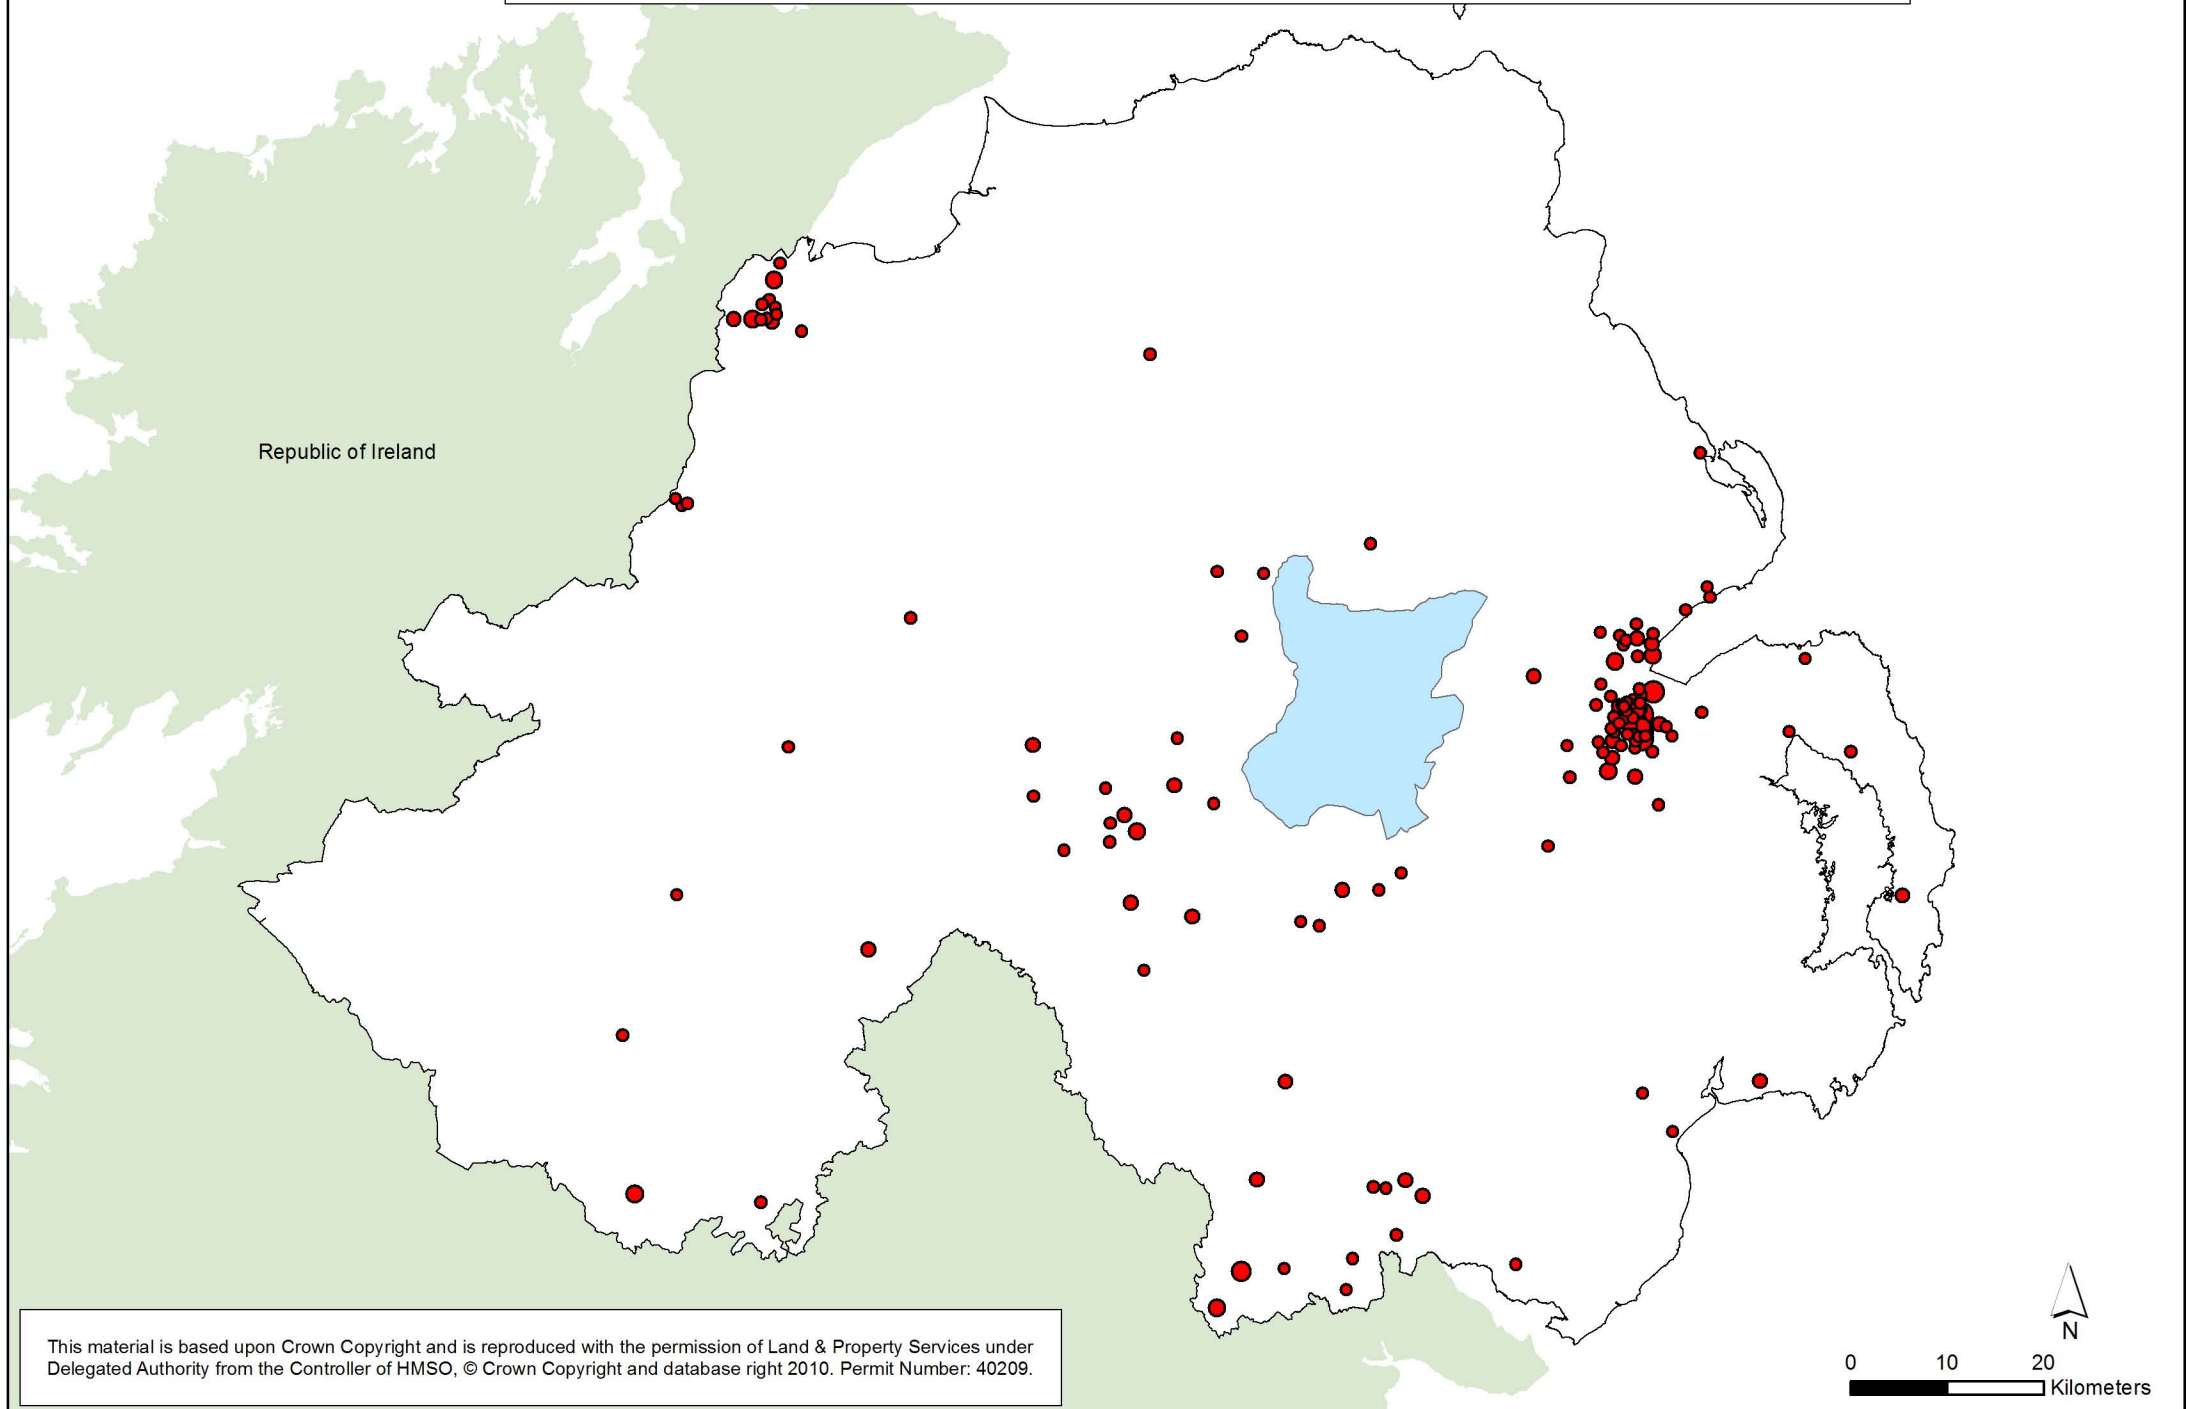 Republic of Ireland
This material is based upon Crown Copyright and is reproduced with the permission of Land & Property Services under
Delegated Authority from the Controller of HMSO, © Crown Copyright and database right 2010. Permit Number: 40209.
N
0 10 20
Kilometers